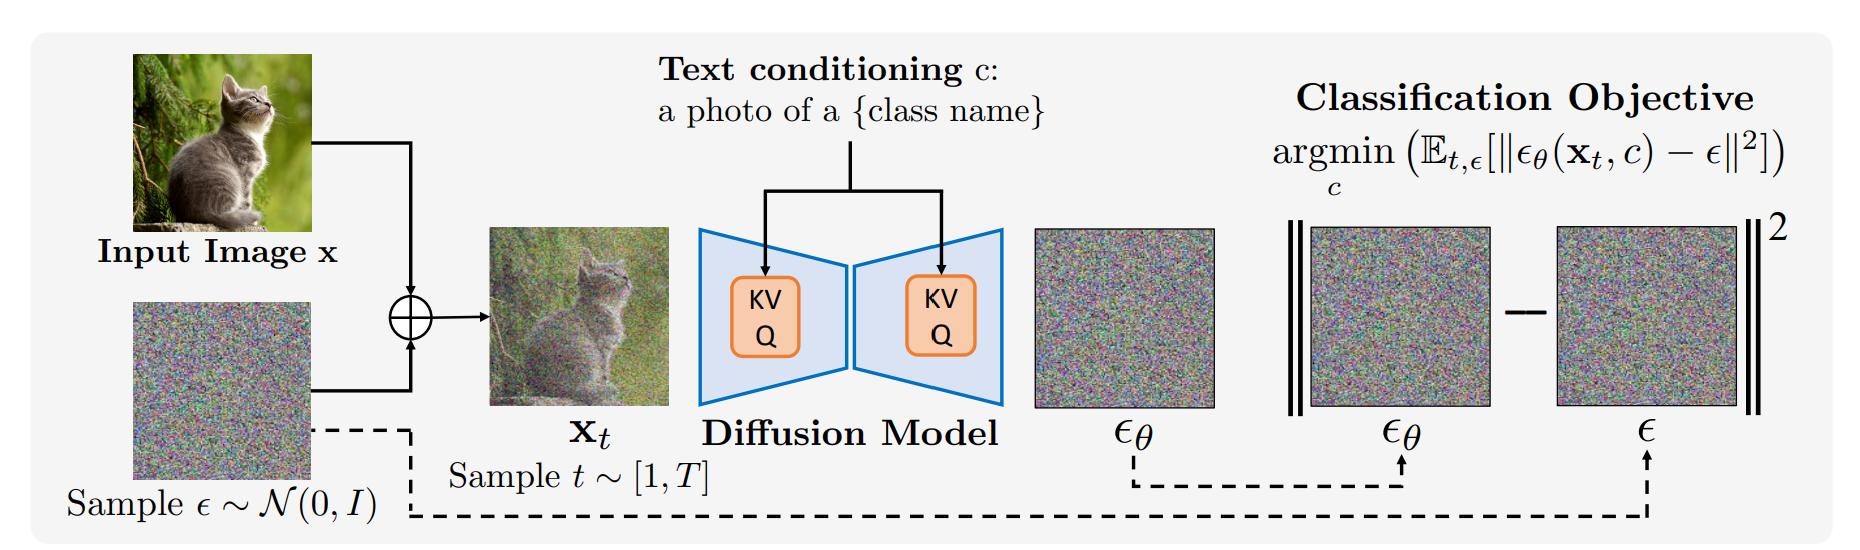 Input Image x
Sample ϵ ∼ 𝒩(0, I)
x_t
Sample t ∼ [1, T]
Text conditioning c:
a photo of a {class name}
KV
Q
KV
Q
Diffusion Model
ϵ_θ
Classification Objective
argmin_c (𝔼_{t,ϵ}[‖ϵ_θ(x_t, c) − ϵ‖²])
‖ − ‖²
ϵ_θ
ϵ